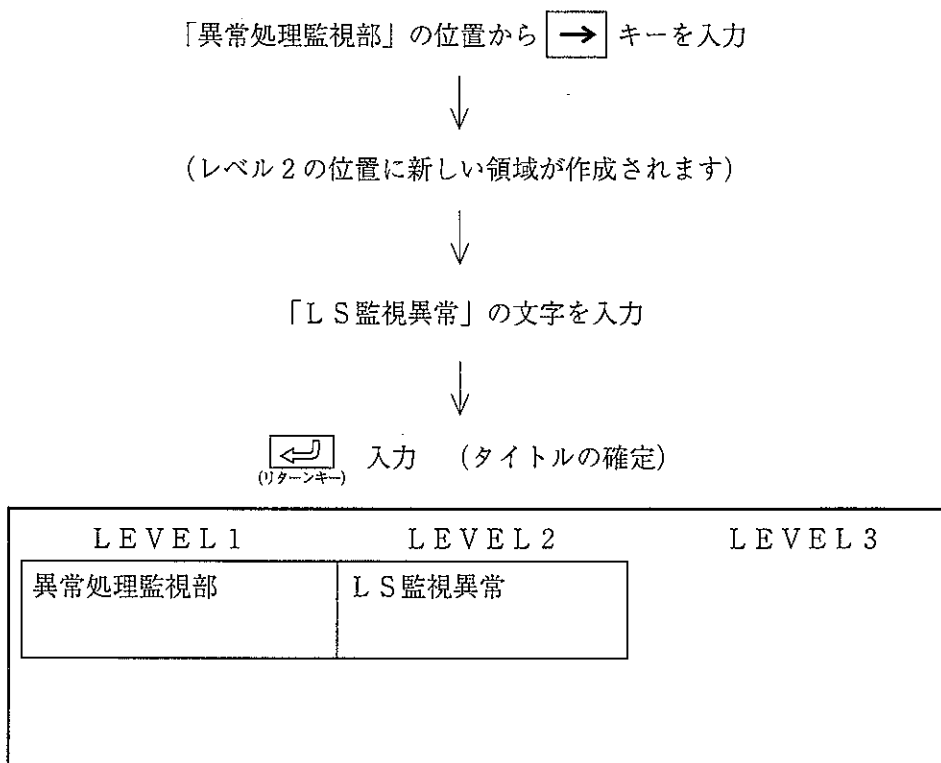 「異常処理監視部」の位置から → キーを入力
↓
(レベル2の位置に新しい領域が作成されます)
↓
「LS監視異常」の文字を入力
↓
入力 (タイトルの確定)
(リターンキー)
LEVEL1 LEVEL2 LEVEL3
異常処理監視部 LS監視異常